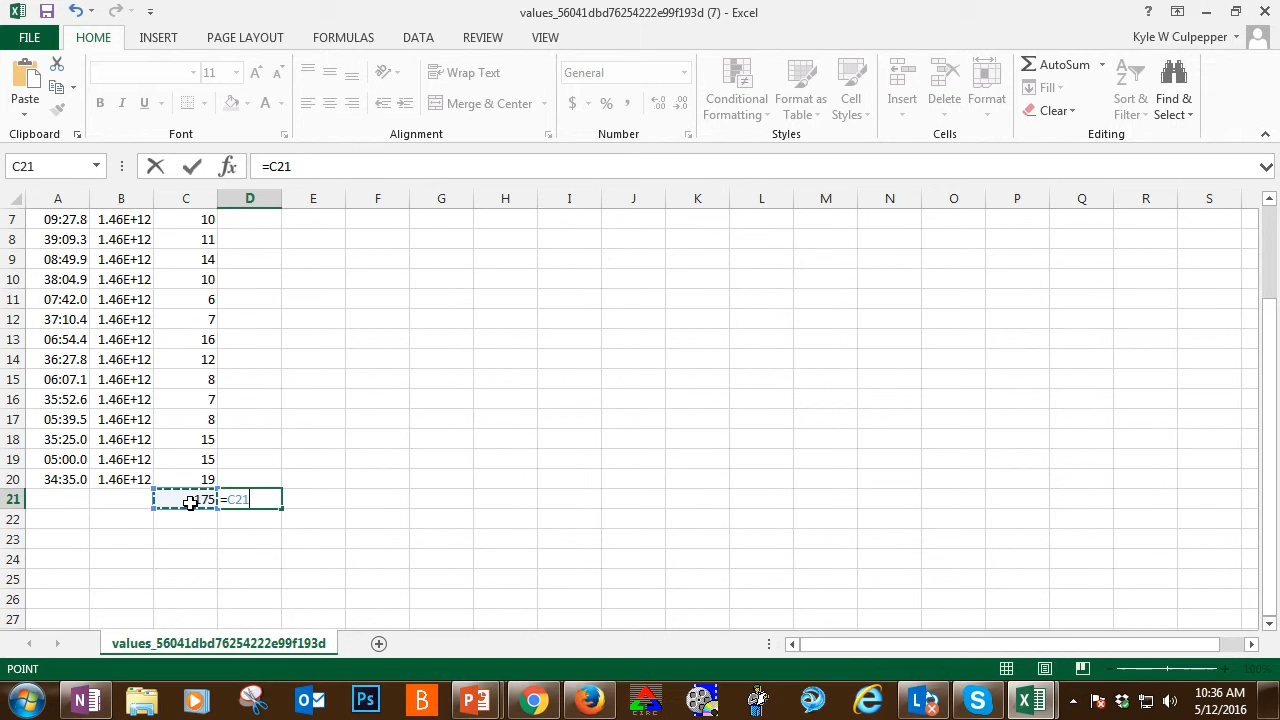 values_56041dbd76254222e99f193d (7) - Excel
FILE HOME INSERT PAGE LAYOUT FORMULAS DATA REVIEW VIEW Kyle W Culpepper
Paste
Clipboard
11
B I U
Font
Wrap Text
Merge & Center
Alignment
General
$ % ,
Number
Conditional Formatting
Format as Table
Cell Styles
Styles
Insert Delete Format
Cells
AutoSum
Fill
Clear
Sort & Filter
Find & Select
Editing
C21 fx =C21
A B C D E F G H I J K L M N O P Q R S
7 09:27.8 1.46E+12 10
8 39:09.3 1.46E+12 11
9 08:49.9 1.46E+12 14
10 38:04.9 1.46E+12 10
11 07:42.0 1.46E+12 6
12 37:10.4 1.46E+12 7
13 06:54.4 1.46E+12 16
14 36:27.8 1.46E+12 12
15 06:07.1 1.46E+12 8
16 35:52.6 1.46E+12 7
17 05:39.5 1.46E+12 8
18 35:25.0 1.46E+12 15
19 05:00.0 1.46E+12 15
20 34:35.0 1.46E+12 19
21 175 =C21
22
23
24
25
26
27
values_56041dbd76254222e99f193d
POINT 100%
10:36 AM
5/12/2016